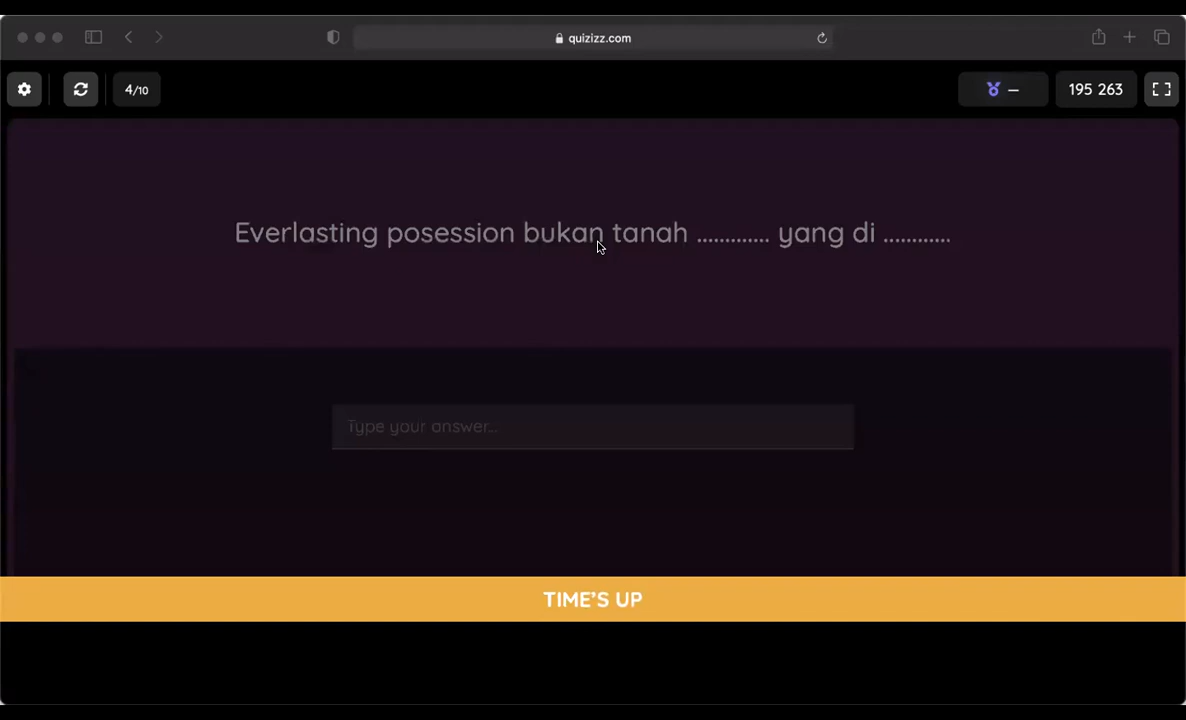 quizizz.com
4/10
–
195 263
Everlasting posession bukan tanah ............. yang di ............
Type your answer...
TIME'S UP